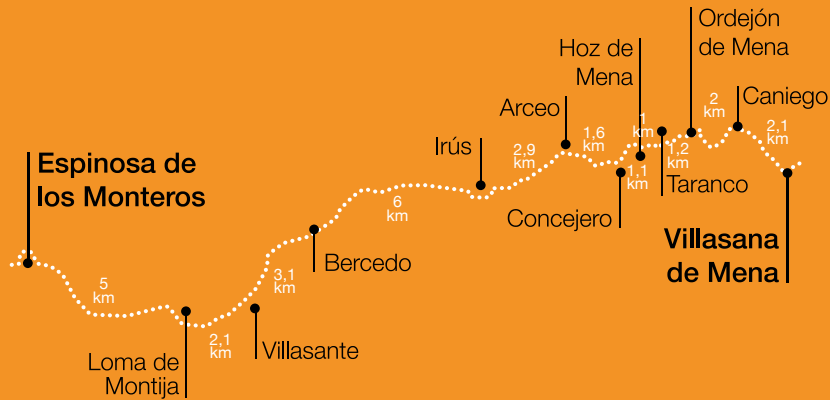 Espinosa de
los Monteros
5
km
Loma de
Montija
2,1
km
Villasante
3,1
km
Bercedo
6
km
Irús
2,9
km
Arceo
1,6
km
Concejero
1,1
km
Hoz de
Mena
1
km
Taranco
1,2
km
Ordejón
de Mena
2
km
Caniego
2,1
km
Villasana
de Mena